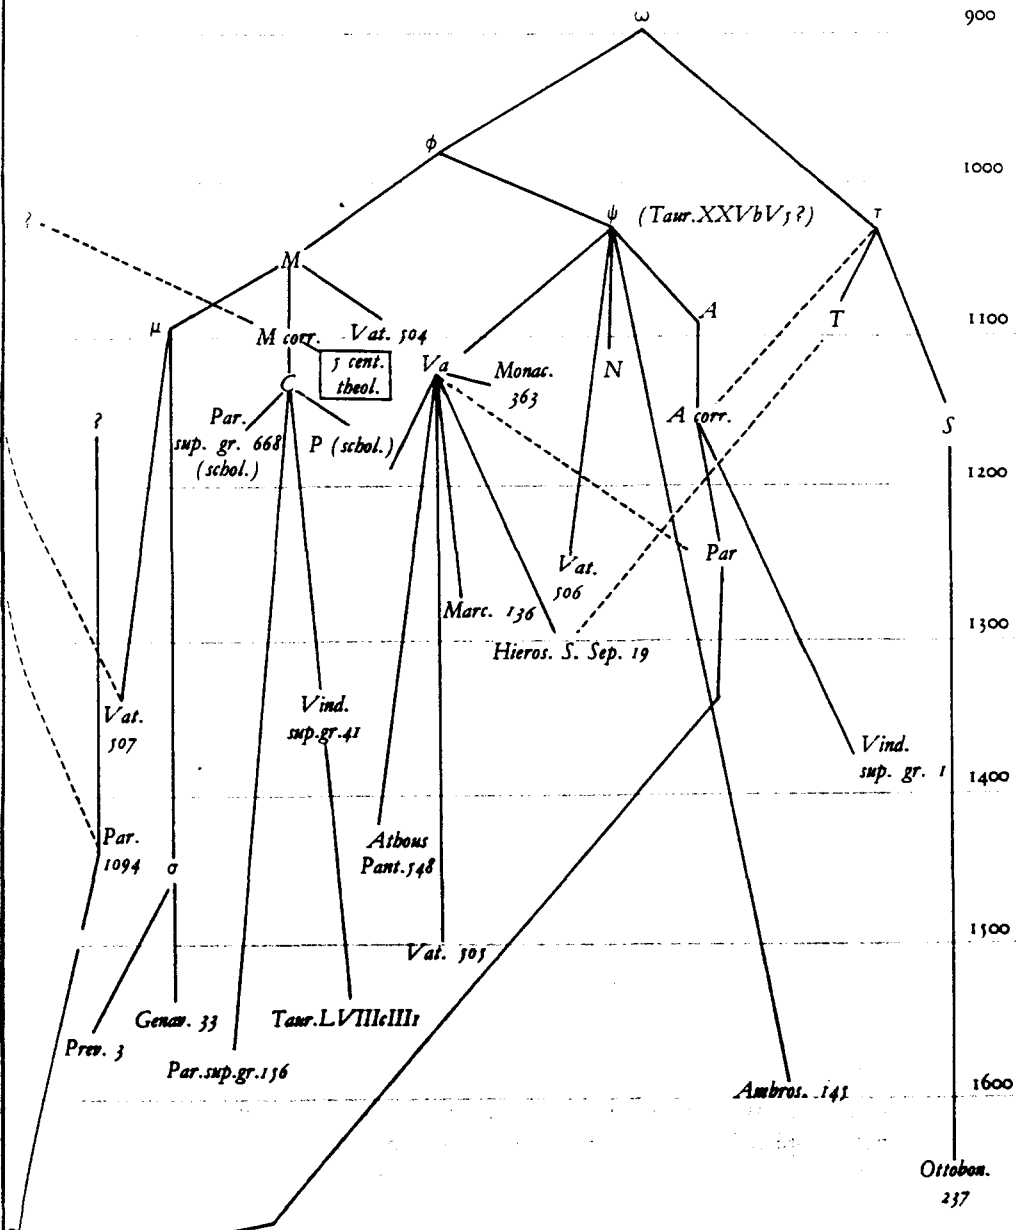 ω
900
ϕ
1000
?
ψ (Taur.XXVbV5?)
τ
M
μ
M corr.
Vat. 504
A
T
1100
5 cent.
theol.
Va
Monac.
363
N
C
Par.
sup. gr. 668
(schol.)
P (schol.)
?
A corr.
S
1200
Par
Vat.
506
Marc. 136
Hieros. S. Sep. 19
1300
Vat.
507
Vind.
sup.gr.41
Vind.
sup. gr. 1
1400
Par.
1094
σ
Athous
Pant.548
1500
Vat. 505
Genav. 33
Taur.LVIIIcIII1
Prev. 3
Par.sup.gr.156
1600
Ambros. 145
Ottobon.
237